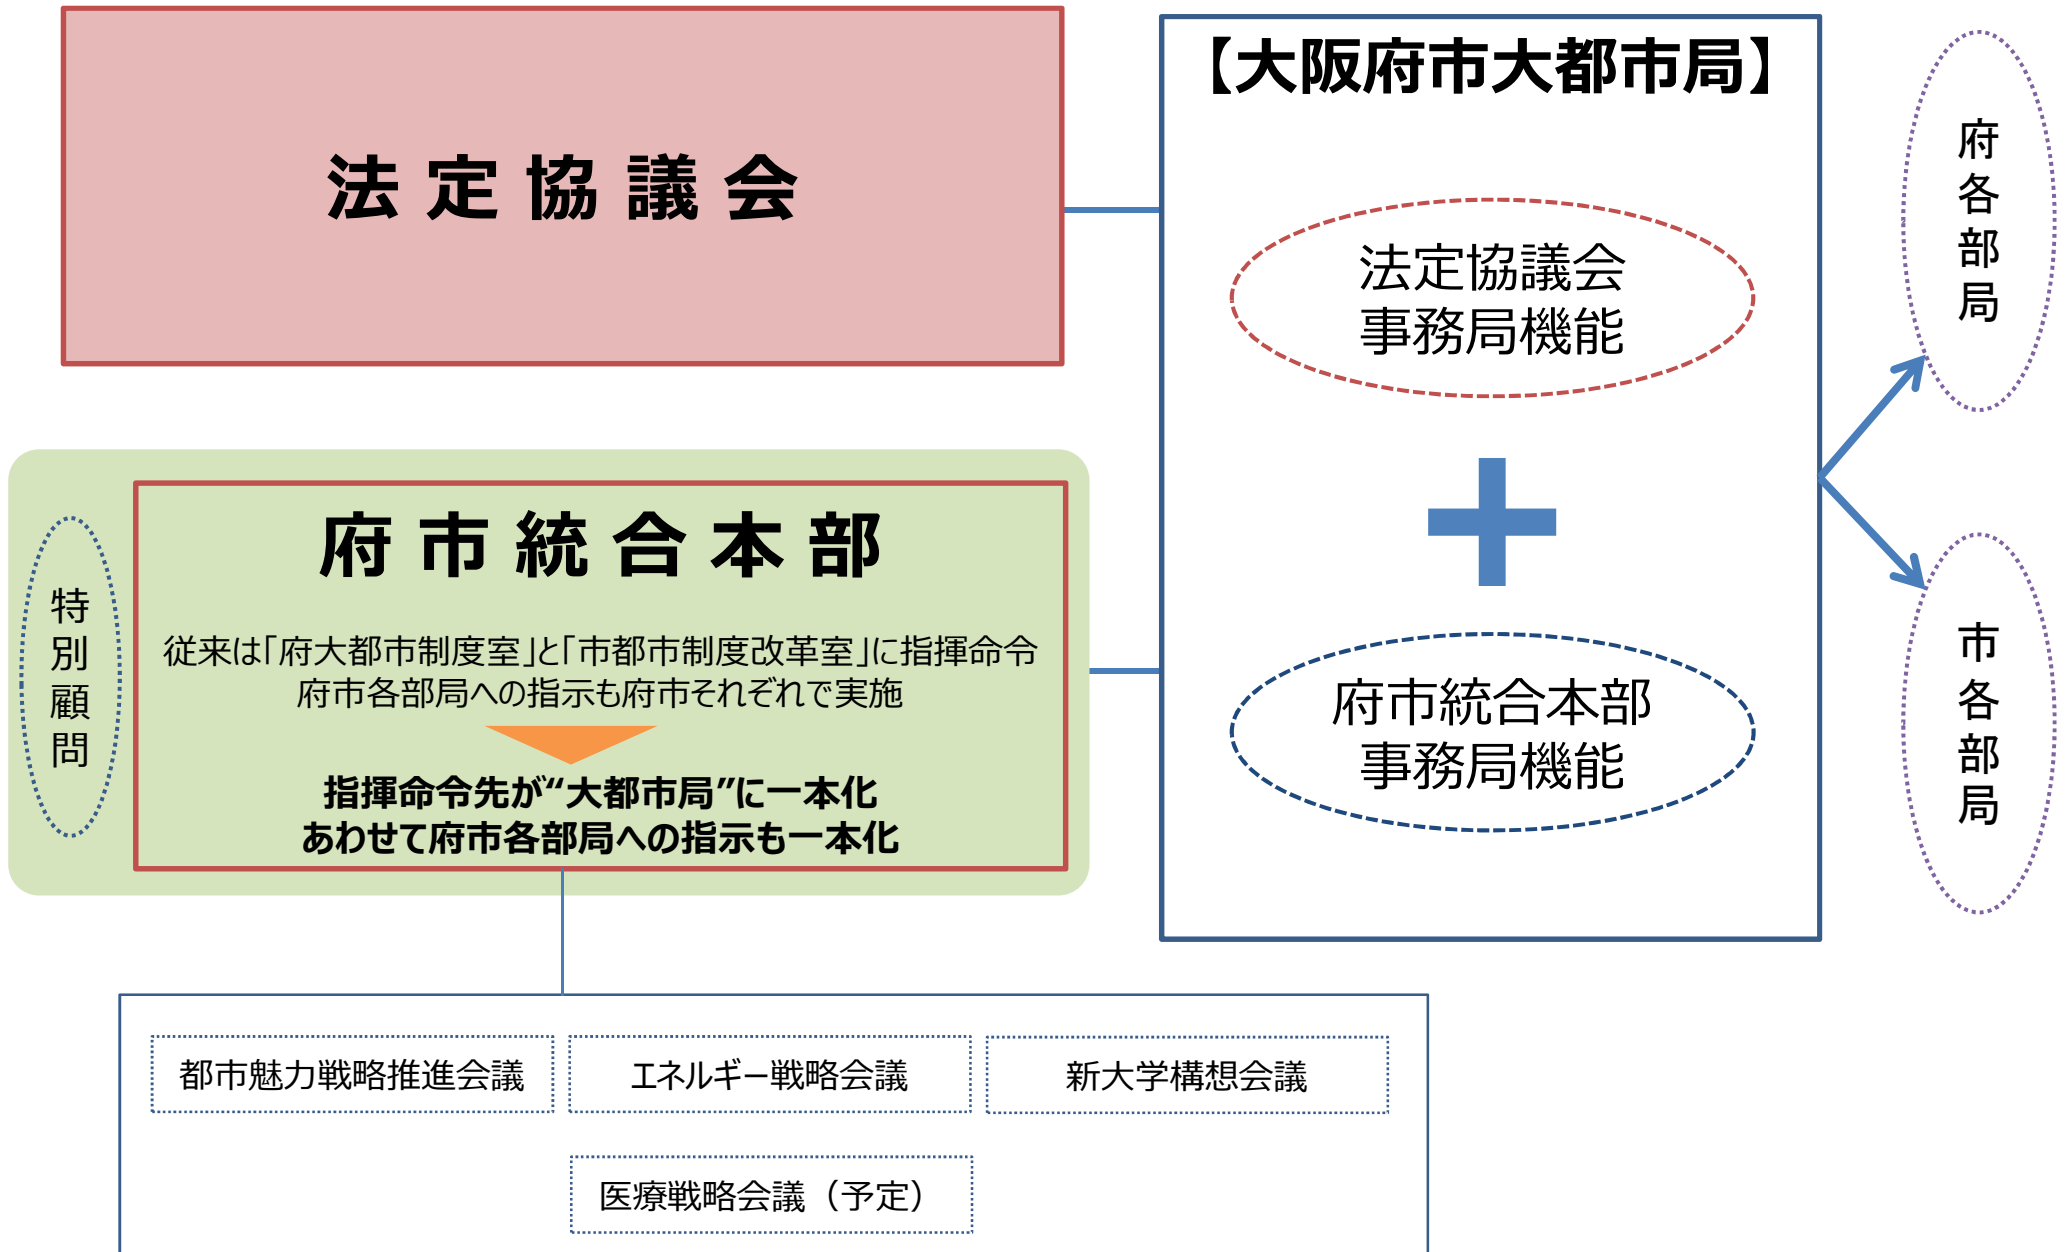 法定協議会
【大阪府市大都市局】
法定協議会
事務局機能
府市統合本部
事務局機能
府各部局
市各部局
特別顧問
府市統合本部
従来は「府大都市制度室」と「市都市制度改革室」に指揮命令
府市各部局への指示も府市それぞれで実施
指揮命令先が“大都市局”に一本化
あわせて府市各部局への指示も一本化
都市魅力戦略推進会議
エネルギー戦略会議
新大学構想会議
医療戦略会議（予定）